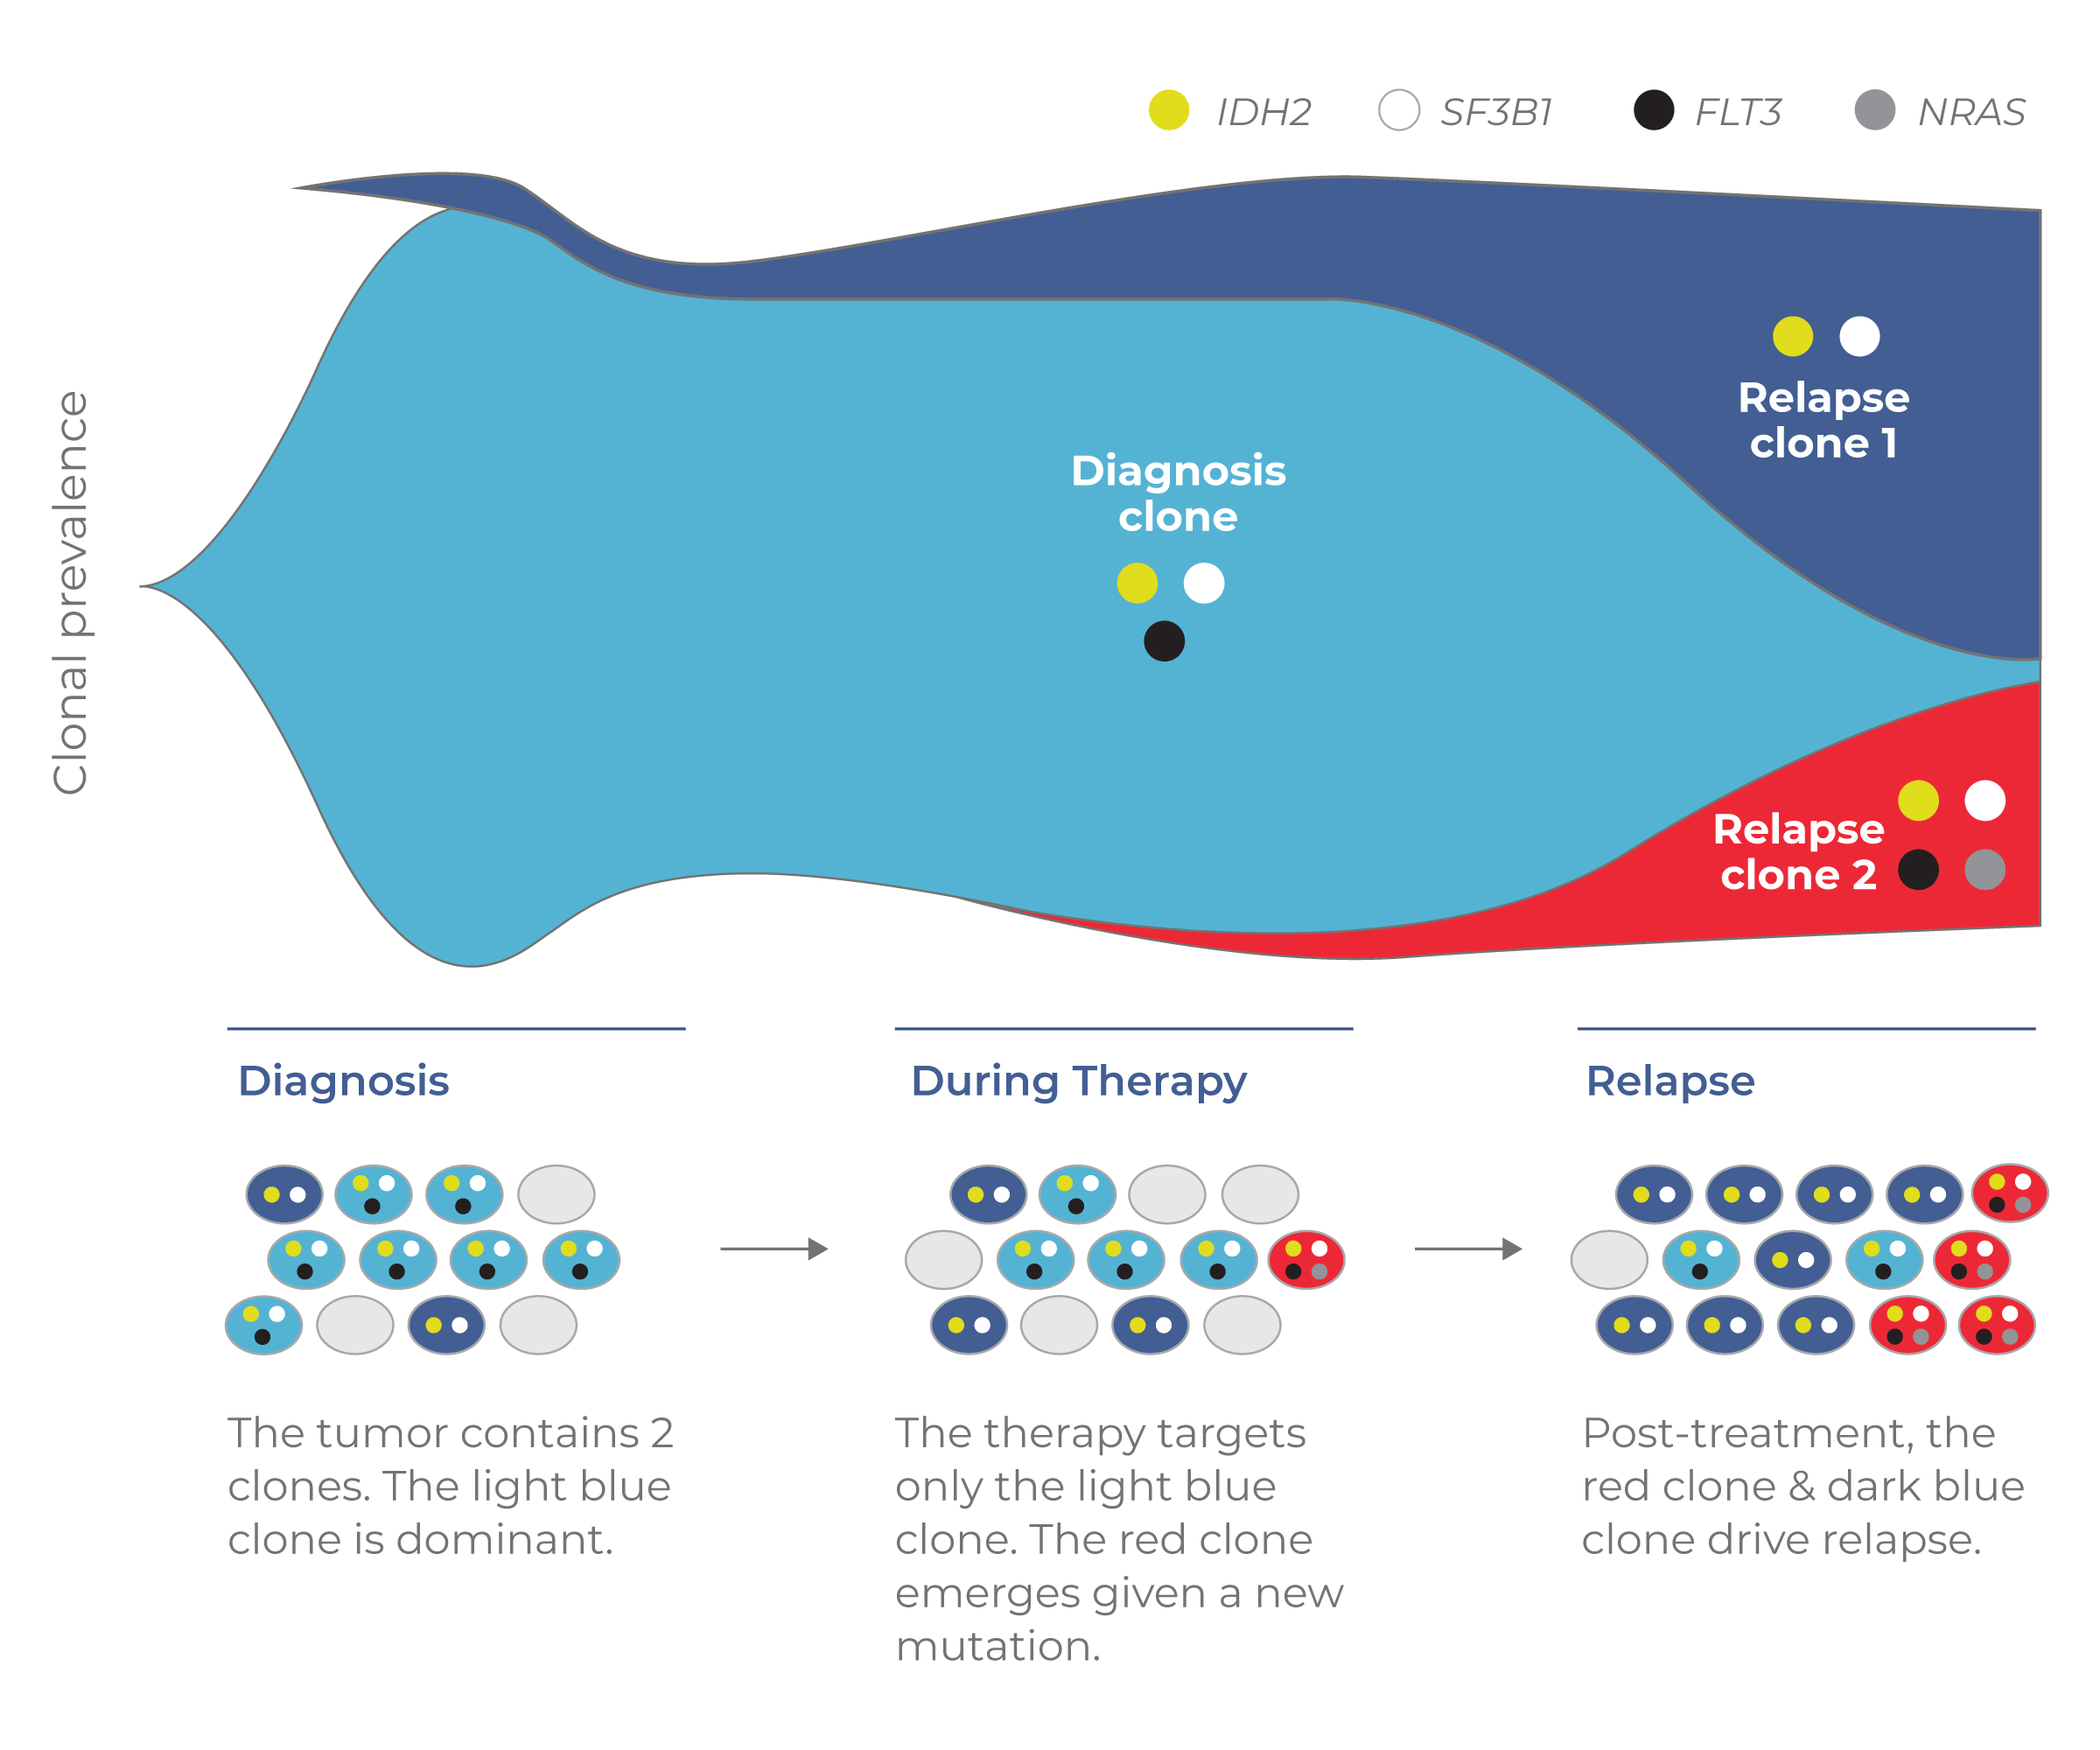 IDH2 SF3B1 FLT3 NRAS
Clonal prevalence
Relapse
clone 1
Diagnosis
clone
Relapse
clone 2
Diagnosis
The tumor contains 2
clones. The light blue
clone is dominant.
During Therapy
The therapy targets
only the light blue
clone. The red clone
emerges given a new
mutation.
Relapse
Post-treatment, the
red clone & dark blue
clone drive relapse.